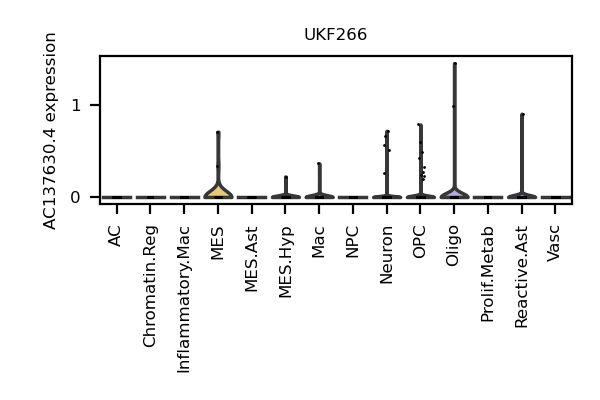 UKF266
AC137630.4 expression
1
0
AC
Chromatin.Reg
Inflammatory.Mac
MES
MES.Ast
MES.Hyp
Mac
NPC
Neuron
OPC
Oligo
Prolif.Metab
Reactive.Ast
Vasc